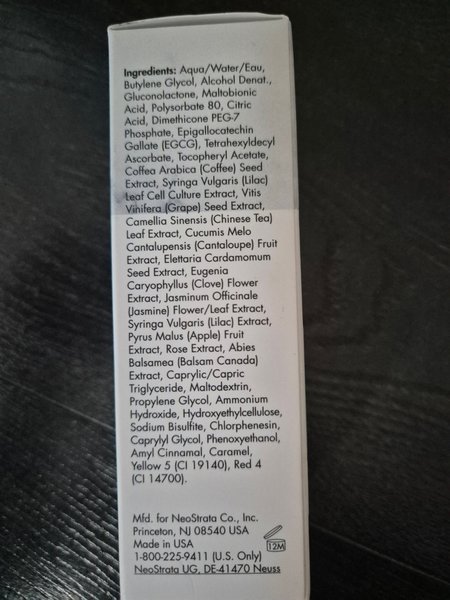 Ingredients: Aqua/Water/Eau,
Butylene Glycol, Alcohol Denat.,
Gluconolactone, Maltobionic
Acid, Polysorbate 80, Citric
Acid, Dimethicone PEG-7
Phosphate, Epigallocatechin
Gallate (EGCG), Tetrahexyldecyl
Ascorbate, Tocopheryl Acetate,
Coffea Arabica (Coffee) Seed
Extract, Syringa Vulgaris (Lilac)
Leaf Cell Culture Extract, Vitis
Vinifera (Grape) Seed Extract,
Camellia Sinensis (Chinese Tea)
Leaf Extract, Cucumis Melo
Cantalupensis (Cantaloupe) Fruit
Extract, Elettaria Cardamomum
Seed Extract, Eugenia
Caryophyllus (Clove) Flower
Extract, Jasminum Officinale
(Jasmine) Flower/Leaf Extract,
Syringa Vulgaris (Lilac) Extract,
Pyrus Malus (Apple) Fruit
Extract, Rose Extract, Abies
Balsamea (Balsam Canada)
Extract, Caprylic/Capric
Triglyceride, Maltodextrin,
Propylene Glycol, Ammonium
Hydroxide, Hydroxyethylcellulose,
Sodium Bisulfite, Chlorphenesin,
Caprylyl Glycol, Phenoxyethanol,
Amyl Cinnamal, Caramel,
Yellow 5 (CI 19140), Red 4
(CI 14700).
Mfd. for NeoStrata Co., Inc.
Princeton, NJ 08540 USA
Made in USA
12M
1-800-225-9411 (U.S. Only)
NeoStrata UG, DE-41470 Neuss